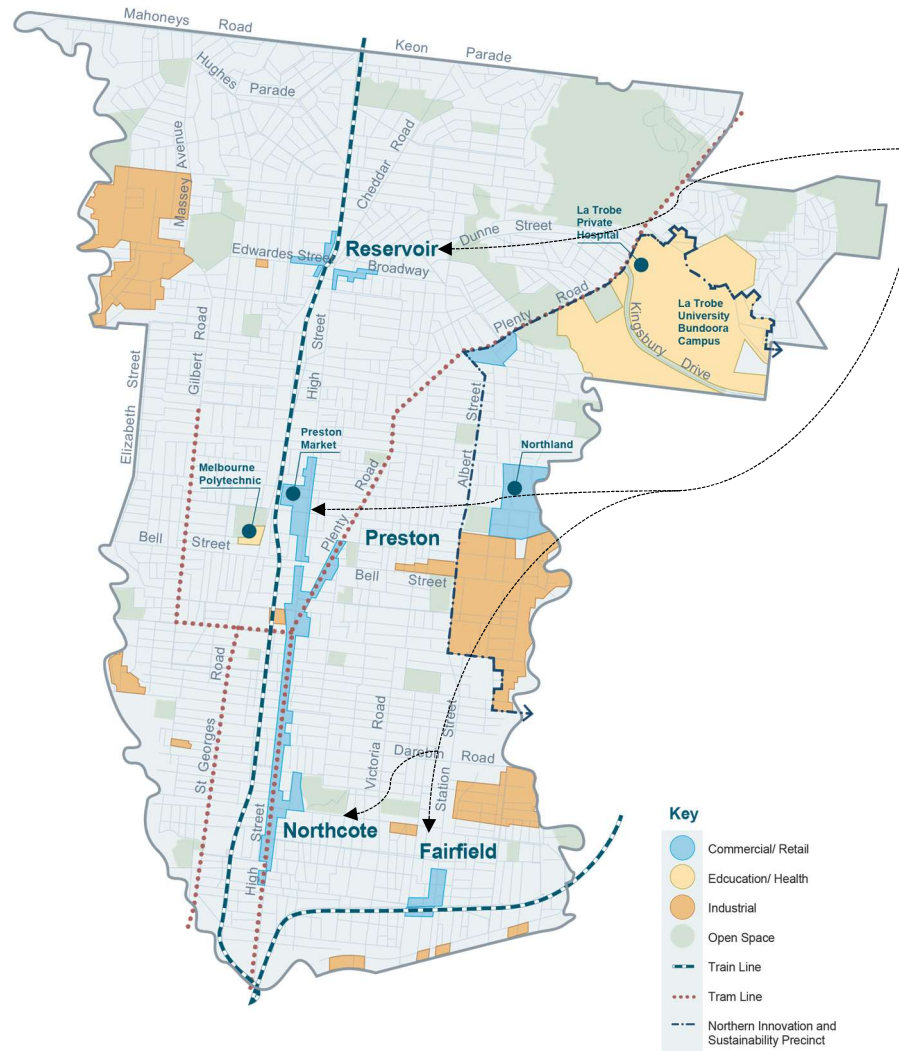 Mahoneys Road
Keon Parade
Hughes Parade
Massey Avenue
Cheddar Road
La Trobe
Private
Hospital
Dunne Street
Edwardes Street
Reservoir
Broadway
La Trobe
University
Bundoora
Campus
Plenty Road
Kingsbury Drive
Gilbert Road
High Street
Elizabeth Street
Albert Street
Preston
Market
Northland
Melbourne
Polytechnic
Plenty Road
Bell Street
Preston
Bell Street
St Georges Road
Victoria Road
Station Street
Darebin Road
High Street
Northcote
Fairfield
Key
Commercial/ Retail
Edcucation/ Health
Industrial
Open Space
Train Line
Tram Line
Northern Innovation and
Sustainability Precinct